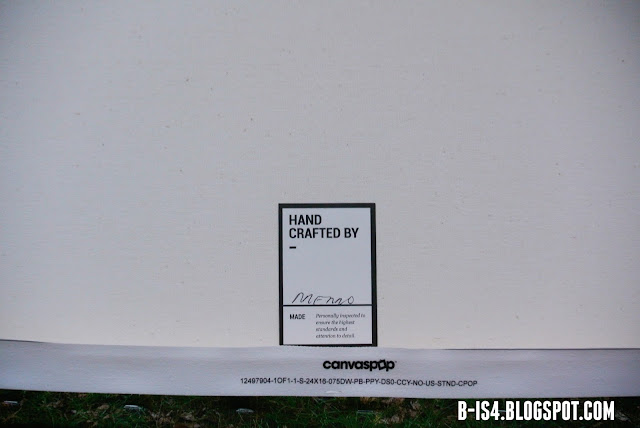 HAND
CRAFTED BY
–
Memo
MADE
Personally inspected to
ensure the highest
standards and
attention to detail.
canvaspop
12497904-1OF1-1-S-24X16-075DW-PB-PPY-DS0-CCY-NO-US-STND-CPOP
B-IS4.BLOGSPOT.COM